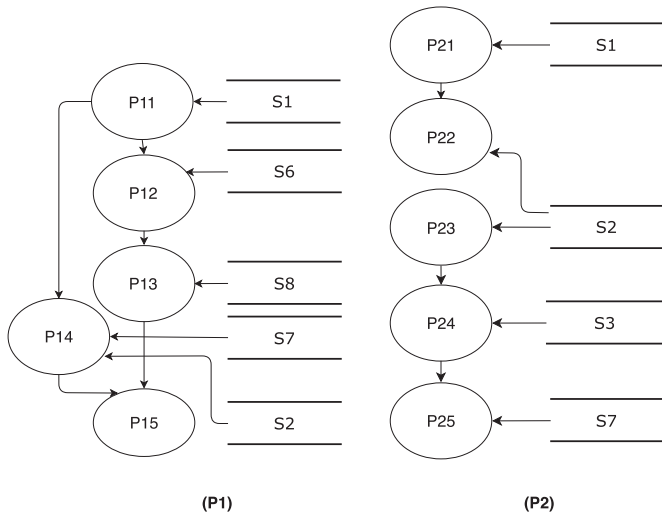 P11
S1
P12
S6
P13
S8
P14
S7
P15
S2
(P1)
P21
S1
P22
P23
S2
P24
S3
P25
S7
(P2)